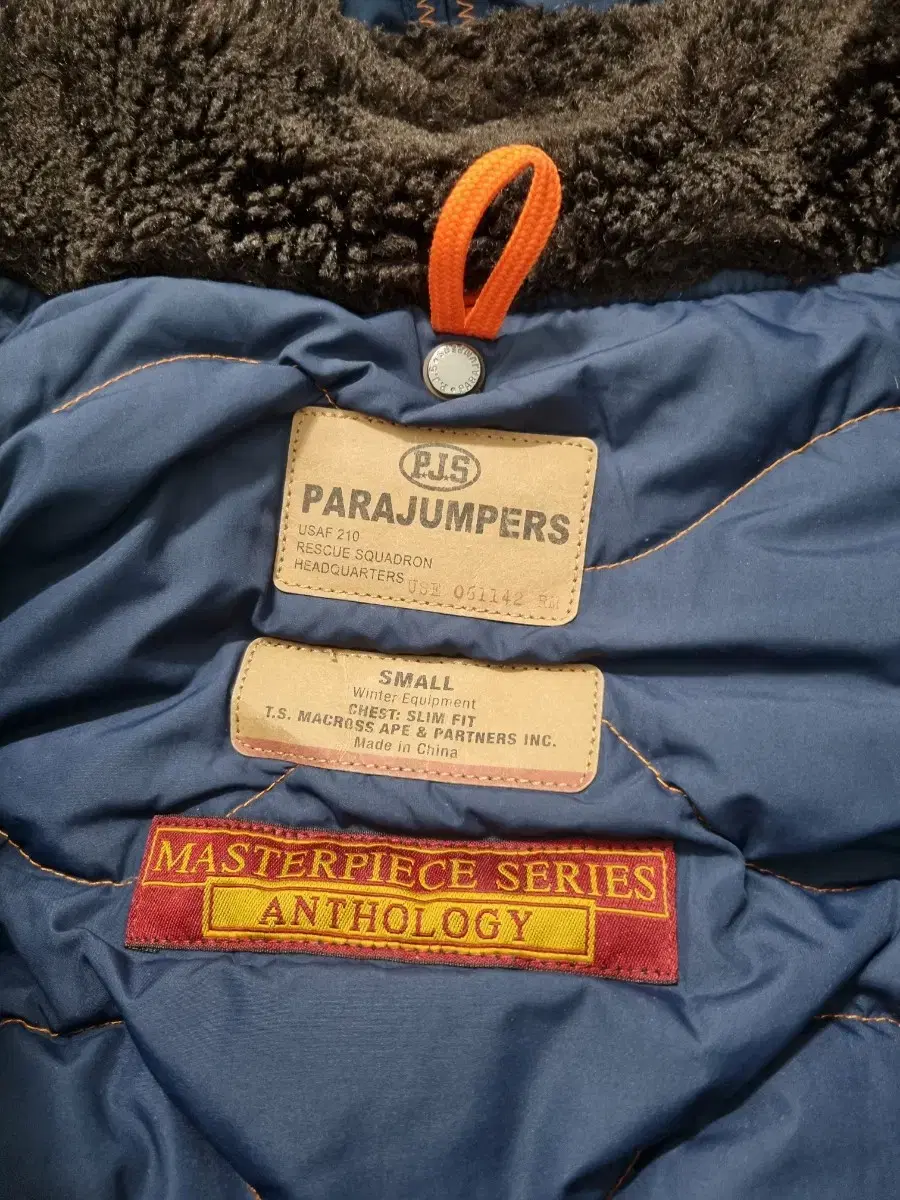 P.J.S
PARAJUMPERS
USAF 210
RESCUE SQUADRON
HEADQUARTERS
USE 051142
SMALL
Winter Equipment
CHEST: SLIM FIT
T.S. MACROSS APE & PARTNERS INC.
Made in China
MASTERPIECE SERIES
ANTHOLOGY